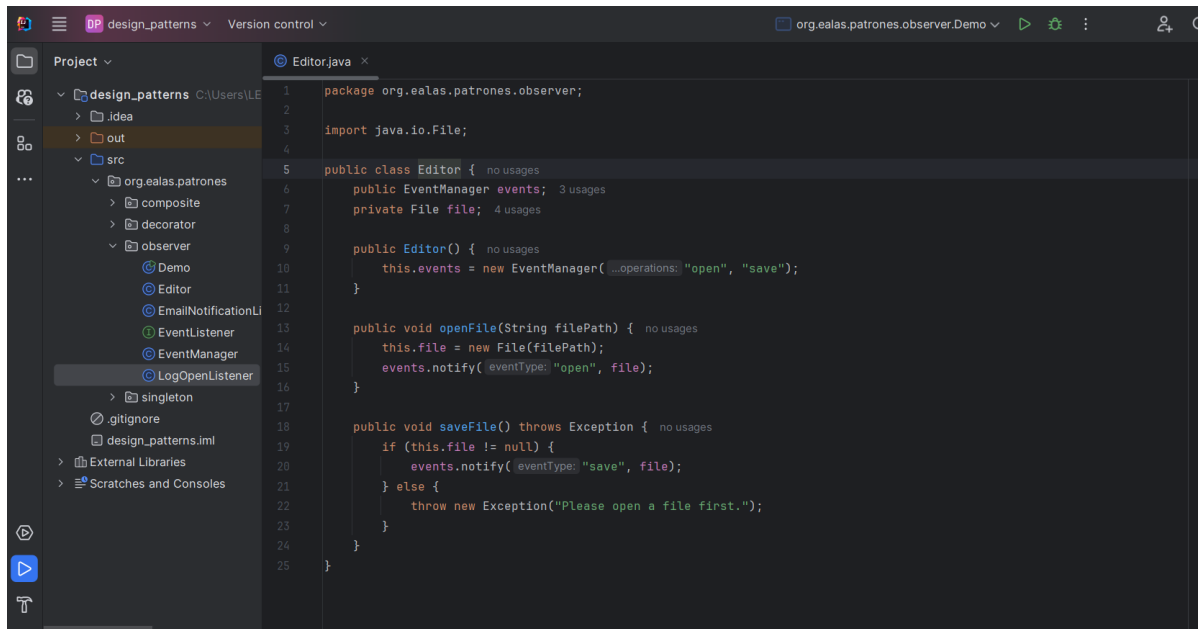 DP design_patterns Version control org.ealas.patrones.observer.Demo
Project
Editor.java
design_patterns C:\Users\LE
.idea
out
src
org.ealas.patrones
composite
decorator
observer
Demo
Editor
EmailNotificationLi
EventListener
EventManager
LogOpenListener
singleton
.gitignore
design_patterns.iml
External Libraries
Scratches and Consoles
1 package org.ealas.patrones.observer;
2
3 import java.io.File;
4
5 public class Editor { no usages
6 public EventManager events; 3 usages
7 private File file; 4 usages
8
9 public Editor() { no usages
10 this.events = new EventManager( ...operations: "open", "save");
11 }
12
13 public void openFile(String filePath) { no usages
14 this.file = new File(filePath);
15 events.notify( eventType: "open", file);
16 }
17
18 public void saveFile() throws Exception { no usages
19 if (this.file != null) {
20 events.notify( eventType: "save", file);
21 } else {
22 throw new Exception("Please open a file first.");
23 }
24 }
25 }